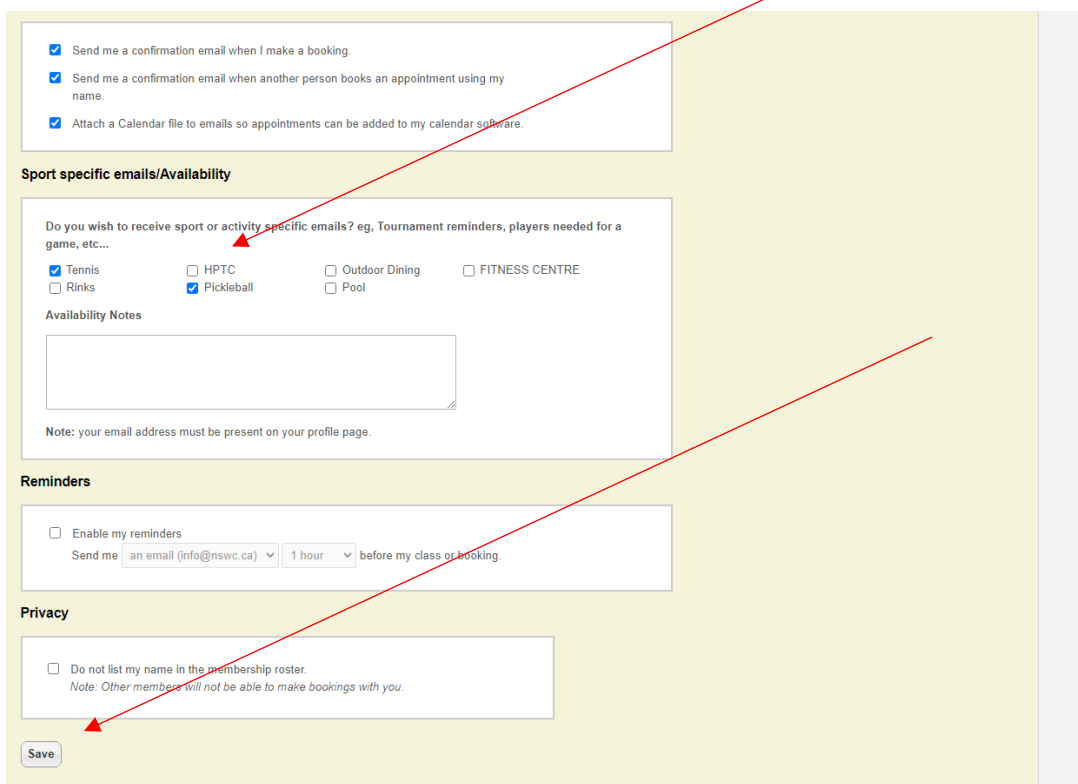 Send me a confirmation email when I make a booking.
Send me a confirmation email when another person books an appointment using my
name.
Attach a Calendar file to emails so appointments can be added to my calendar software.
Sport specific emails/Availability
Do you wish to receive sport or activity specific emails? eg, Tournament reminders, players needed for a
game, etc...
Tennis HPTC Outdoor Dining FITNESS CENTRE
Rinks Pickleball Pool
Availability Notes
Note: your email address must be present on your profile page.
Reminders
Enable my reminders
Send me an email (info@nswc.ca) 1 hour before my class or booking.
Privacy
Do not list my name in the membership roster.
Note: Other members will not be able to make bookings with you.
Save